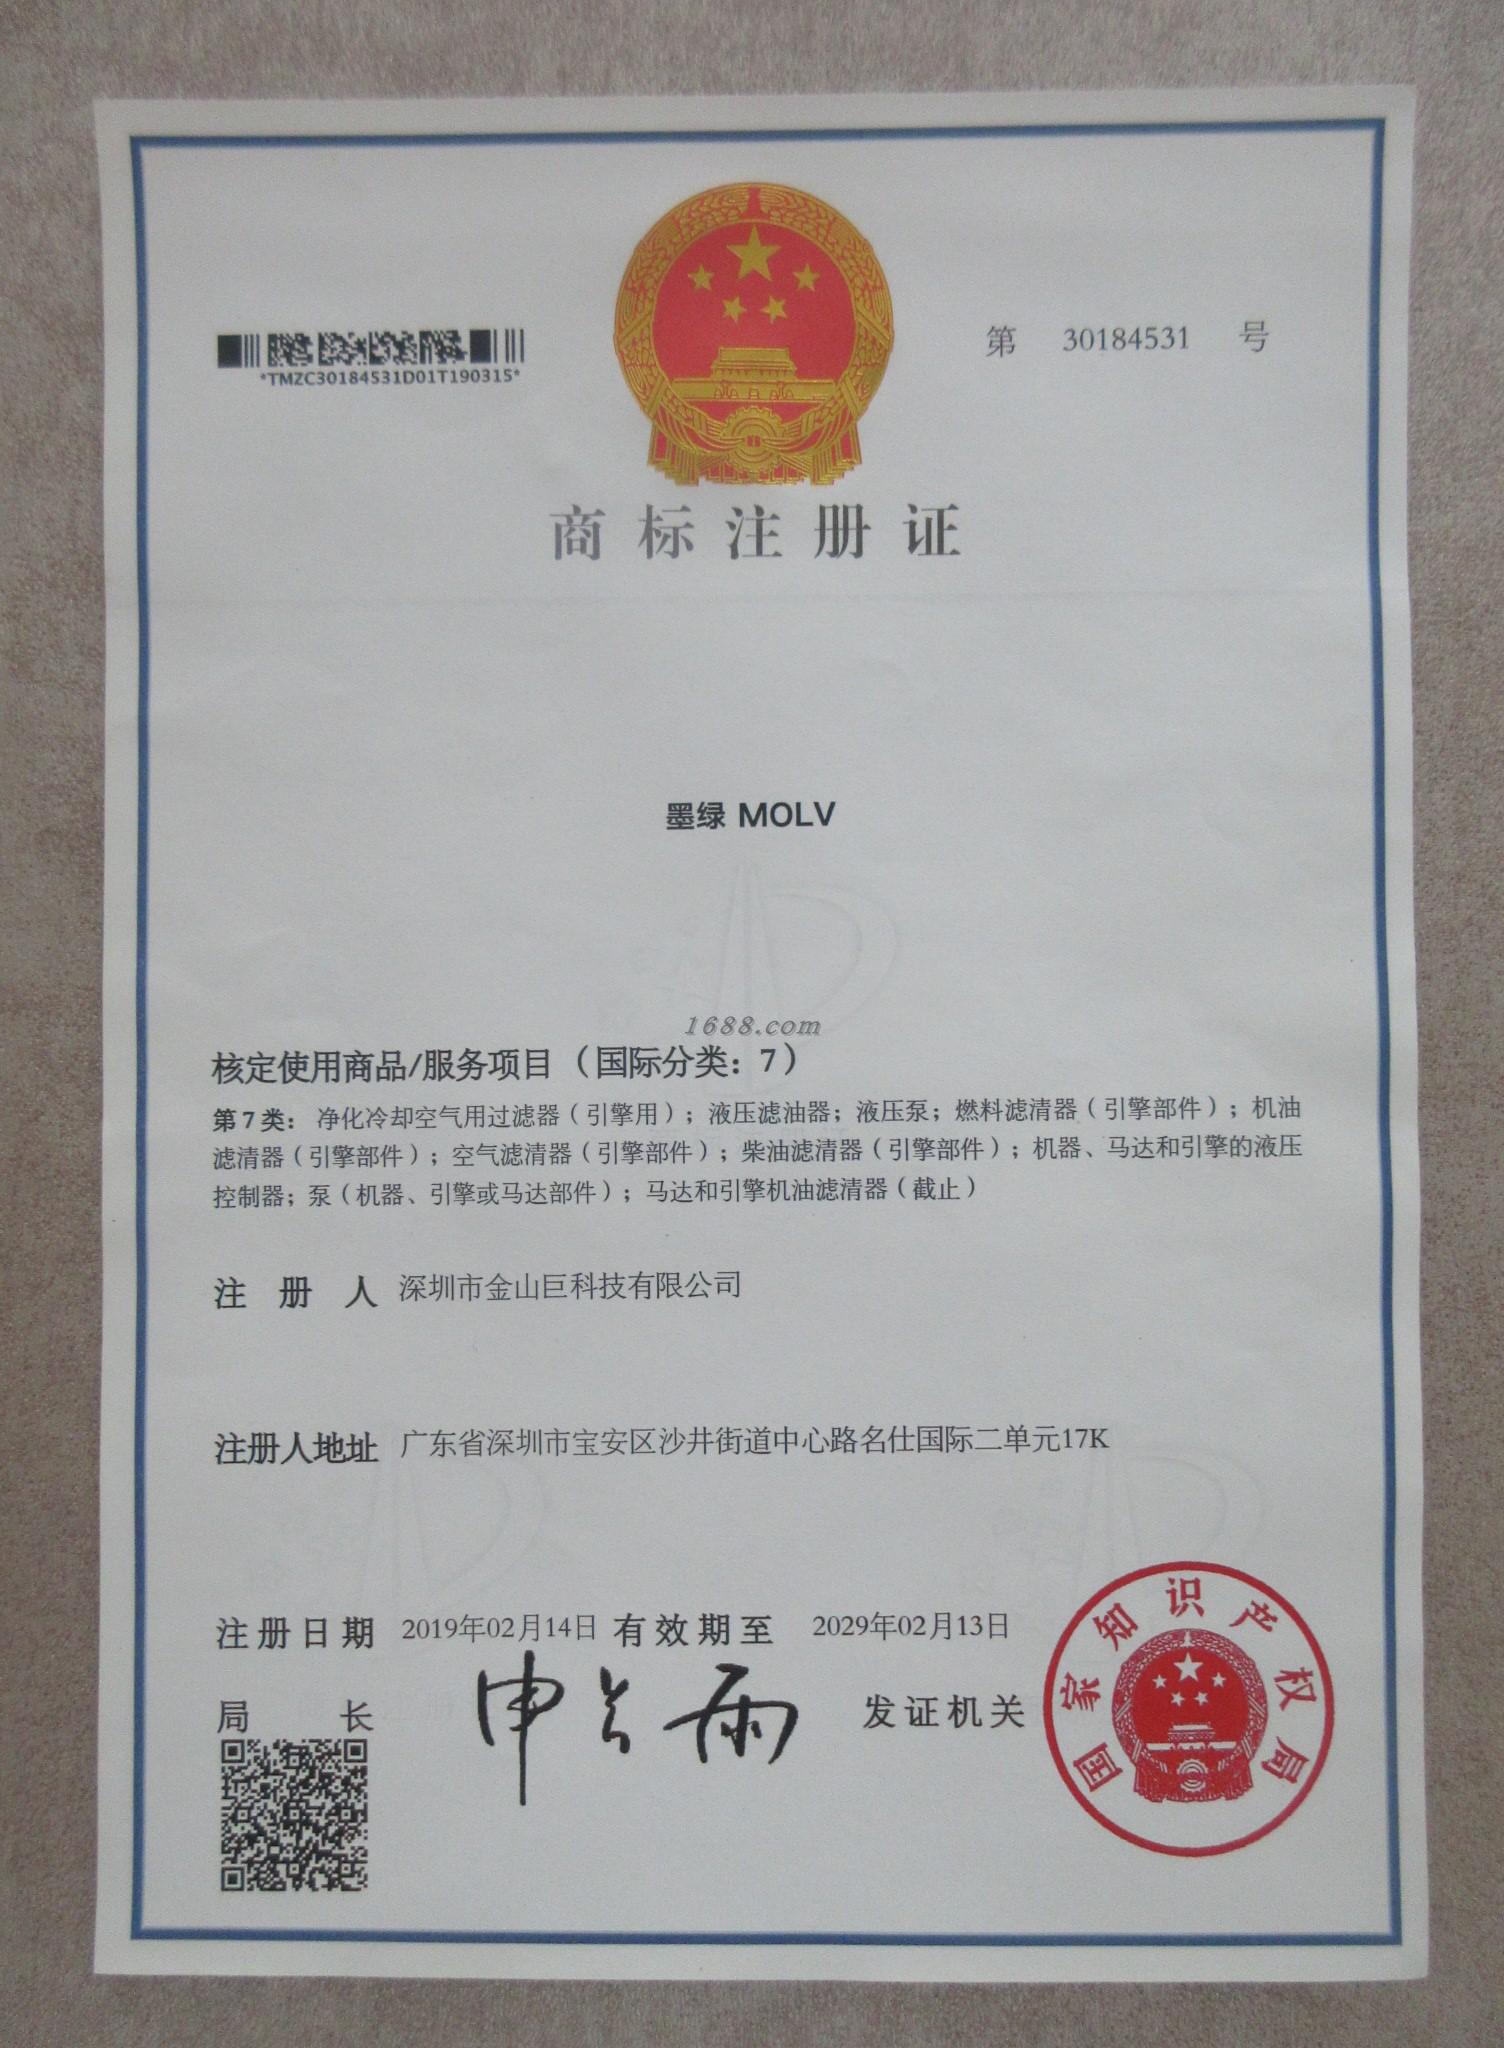 *TMZC30184531D01T190315*
第 30184531 号
商标注册证
墨绿 MOLV
1688.com
核定使用商品/服务项目（国际分类：7）
第7类：净化冷却空气用过滤器（引擎用）；液压滤油器；液压泵；燃料滤清器（引擎部件）；机油
滤清器（引擎部件）；空气滤清器（引擎部件）；柴油滤清器（引擎部件）；机器、马达和引擎的液压
控制器；泵（机器、引擎或马达部件）；马达和引擎机油滤清器（截止）
注册人 深圳市金山巨科技有限公司
注册人地址 广东省深圳市宝安区沙井街道中心路名仕国际二单元17K
注册日期 2019年02月14日 有效期至 2029年02月13日
局长 申长雨 发证机关
国家知识产权局